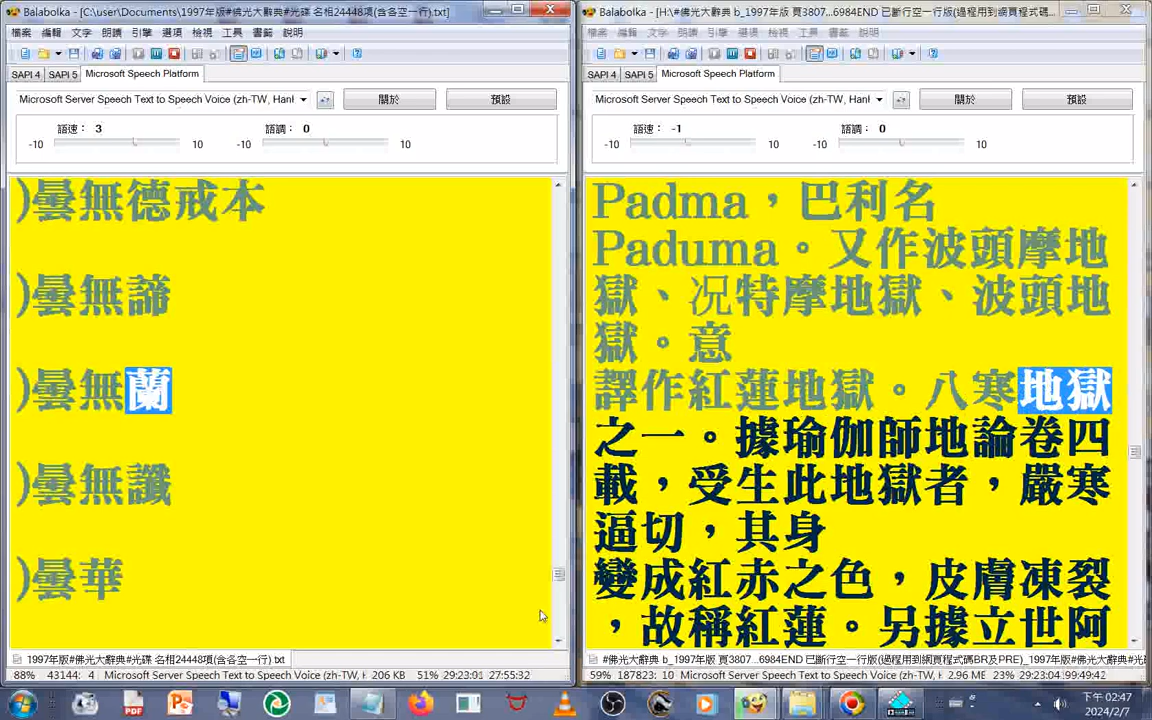 Balabolka - [C:\user\Documents\1997年版#佛光大辭典#光碟 名相24448項(含各空一行).txt]
檔案 編輯 文字 朗讀 引擎 選項 檢視 工具 書籤 說明
SAPI 4 SAPI 5 Microsoft Speech Platform
Microsoft Server Speech Text to Speech Voice (zh-TW, Hanl
關於
預設
語速： 3 語調： 0
-10 10 -10 10
)曇無德戒本
)曇無諦
)曇無蘭
)曇無讖
)曇華
1997年版#佛光大辭典#光碟 名相24448項(含各空一行).txt
88% 43144: 4 Microsoft Server Speech Text to Speech Voice (zh-TW, H 206 KB 51% 29:23:91 27:55:32
Balabolka - [H:\#佛光大辭典 b_1997年版 頁3807...6984END 已斷行空一行版(過程用到網頁程式碼...
檔案 編輯 文字 朗讀 引擎 選項 檢視 工具 書籤 說明
SAPI 4 SAPI 5 Microsoft Speech Platform
Microsoft Server Speech Text to Speech Voice (zh-TW, Hanl
關於
預設
語速： -1 語調： 0
-10 10 -10 10
Padma，巴利名
Paduma。又作波頭摩地
獄、况特摩地獄、波頭地
獄。意
譯作紅蓮地獄。八寒地獄
之一。據瑜伽師地論卷四
載，受生此地獄者，嚴寒
逼切，其身
變成紅赤之色，皮膚凍裂
，故稱紅蓮。另據立世阿
#佛光大辭典 b_1997年版 頁3807...6984END 已斷行空一行版(過程用到網頁程式碼BR及PRE)_1997年版#佛光大辭典#光
59% 187823: 10 Microsoft Server Speech Text to Speech Voice (zh-TW, H 2.96 ME 23% 29:23:04 :99:49:42
下午 02:47
2024/2/7